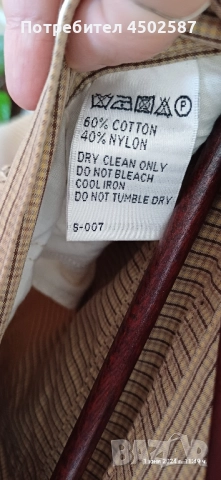 Потребител 4502587
P
60% COTTON
40% NYLON
DRY CLEAN ONLY
DO NOT BLEACH
COOL IRON
DO NOT TUMBLE DRY
S-007
BAZAR